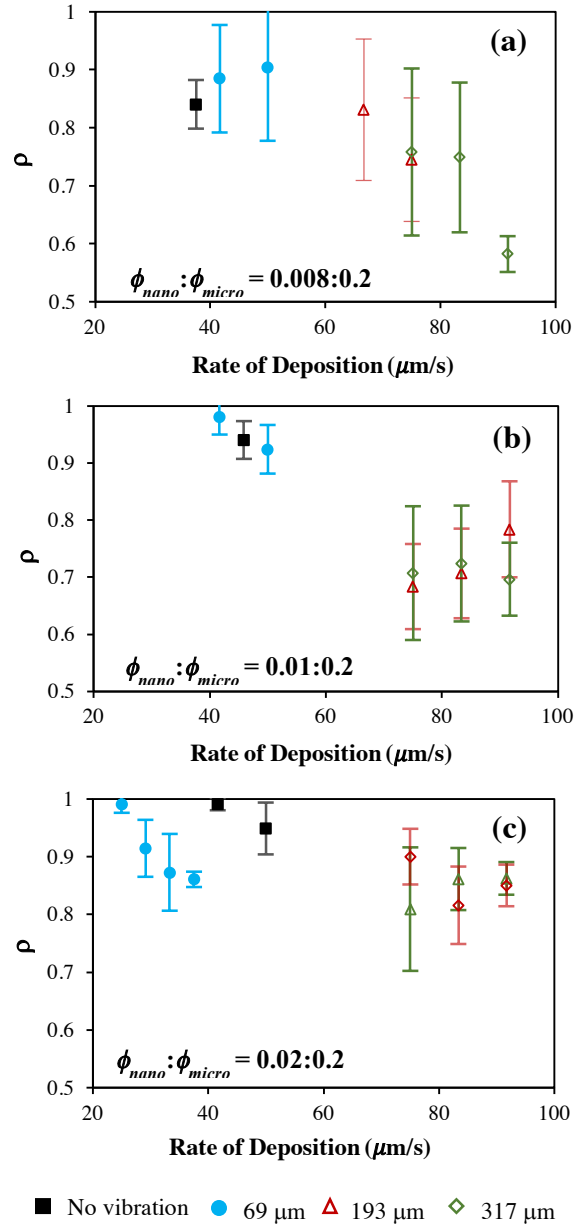 (a)
1
0.9
0.8
0.7
0.6
0.5
ρ
ϕnano:ϕmicro = 0.008:0.2
20 40 60 80 100
Rate of Deposition (μm/s)
(b)
1
0.9
0.8
0.7
0.6
0.5
ρ
ϕnano:ϕmicro = 0.01:0.2
20 40 60 80 100
Rate of Deposition (μm/s)
(c)
1
0.9
0.8
0.7
0.6
0.5
ρ
ϕnano:ϕmicro = 0.02:0.2
20 40 60 80 100
Rate of Deposition (μm/s)
No vibration 69 μm 193 μm 317 μm